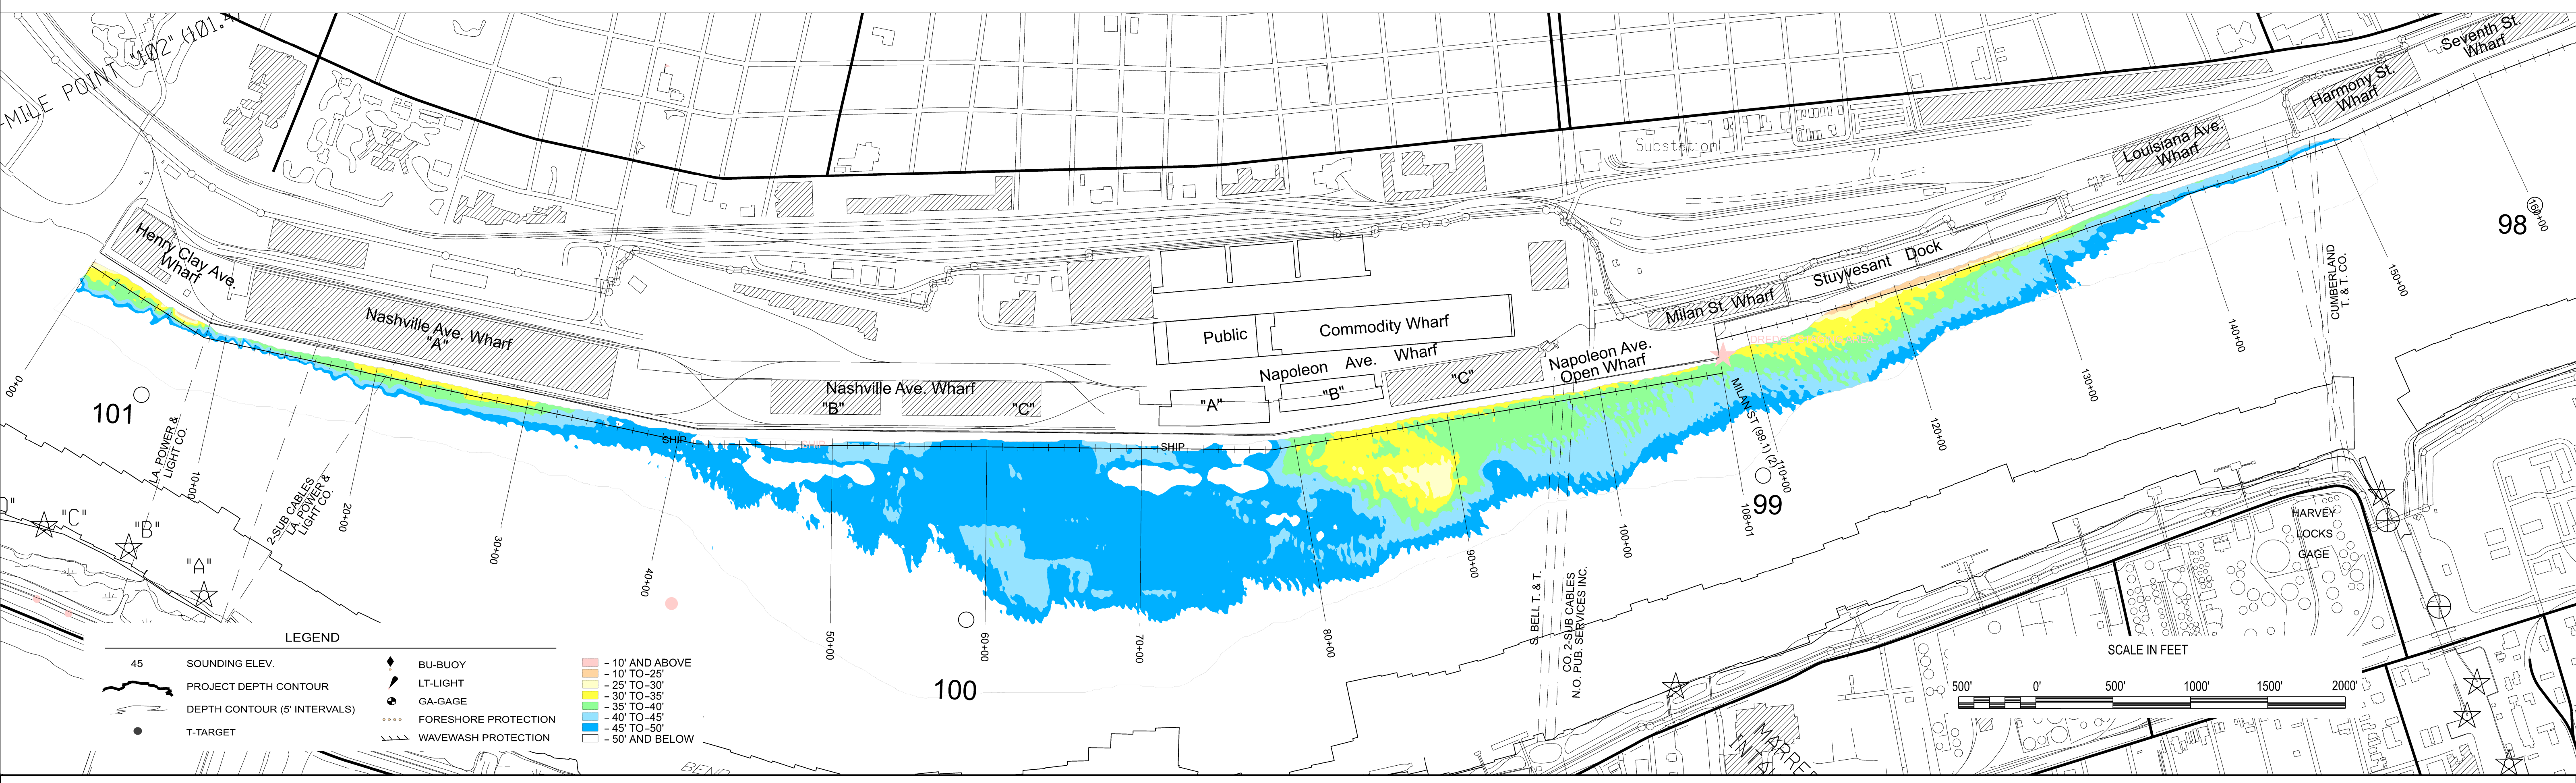 -MILE POINT "102" (101.4)
Seventh St.
Wharf
Harmony St.
Wharf
Louisiana Ave.
Wharf
Substation
Henry Clay Ave.
Wharf
Nashville Ave. Wharf
"A"
Nashville Ave. Wharf
"B"
"C"
Public
Commodity Wharf
Napoleon Ave. Wharf
"A"
"B"
"C"
Napoleon Ave.
Open Wharf
Milan St. Wharf
Stuyvesant Dock
SHIP
SHIP
MILAN ST (99.1) (2)
0+00
10+00
20+00
30+00
40+00
50+00
60+00
70+00
80+00
90+00
100+00
108+01
110+00
120+00
130+00
140+00
150+00
160+00
101
100
99
98
LA. POWER &
LIGHT CO.
2-SUB CABLES
LA. POWER &
LIGHT CO.
S. BELL T. & T.
CO. 2-SUB CABLES
N.O. PUB. SERVICES INC.
CUMBERLAND
T. & T. CO.
HARVEY
LOCKS
GAGE
"C"
"B"
"A"
LEGEND
45 SOUNDING ELEV.
PROJECT DEPTH CONTOUR
DEPTH CONTOUR (5' INTERVALS)
T-TARGET
BU-BUOY
LT-LIGHT
GA-GAGE
FORESHORE PROTECTION
WAVEWASH PROTECTION
– 10' AND ABOVE
– 10' TO–25'
– 25' TO–30'
– 30' TO–35'
– 35' TO–40'
– 40' TO–45'
– 45' TO–50'
– 50' AND BELOW
SCALE IN FEET
500' 0' 500' 1000' 1500' 2000'